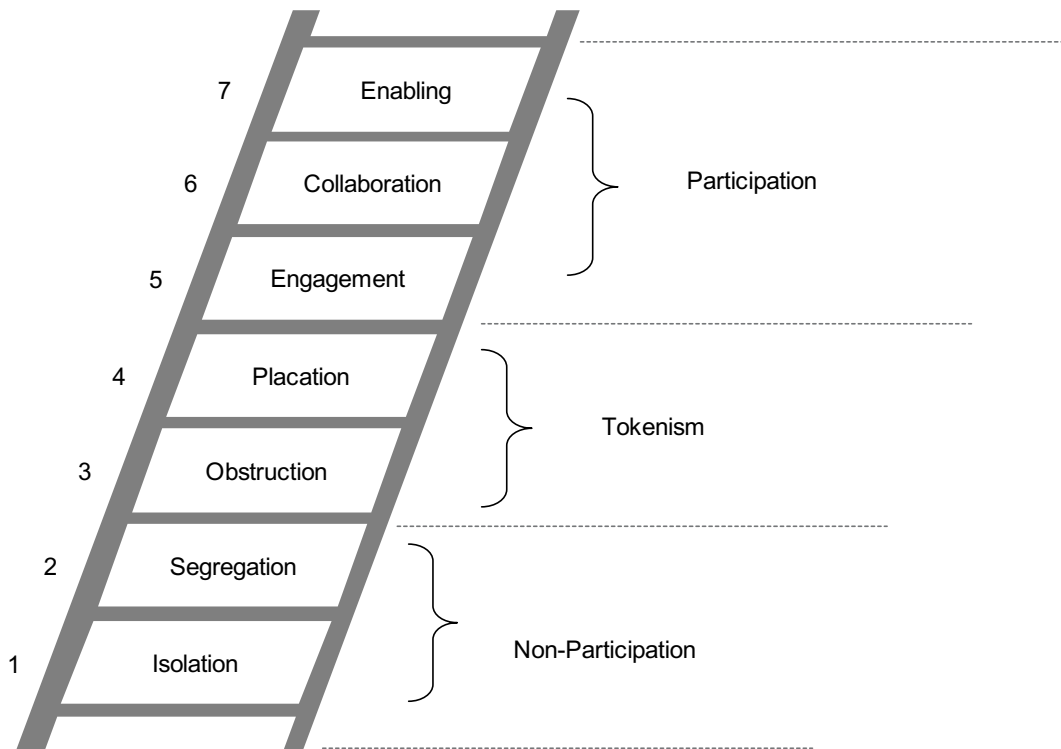 7
Enabling
6
Collaboration
Participation
5
Engagement
4
Placation
Tokenism
3
Obstruction
2
Segregation
Non-Participation
1
Isolation